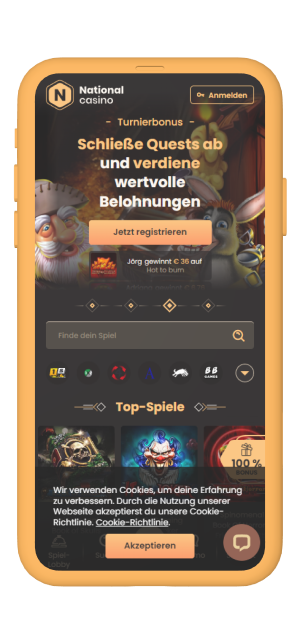 National
casino
Anmelden
- Turnierbonus -
Schließe Quests ab
und verdiene
wertvolle
Belohnungen
Jetzt registrieren
Jörg gewinnt € 36 auf
Hot to burn
Finde dein Spiel
Top-Spiele
100 %
BONUS
Wir verwenden Cookies, um deine Erfahrung
zu verbessern. Durch die Nutzung unserer
Webseite akzeptierst du unsere Cookie-
Richtlinie. Cookie-Richtlinie.
Akzeptieren
Spiel-
Lobby